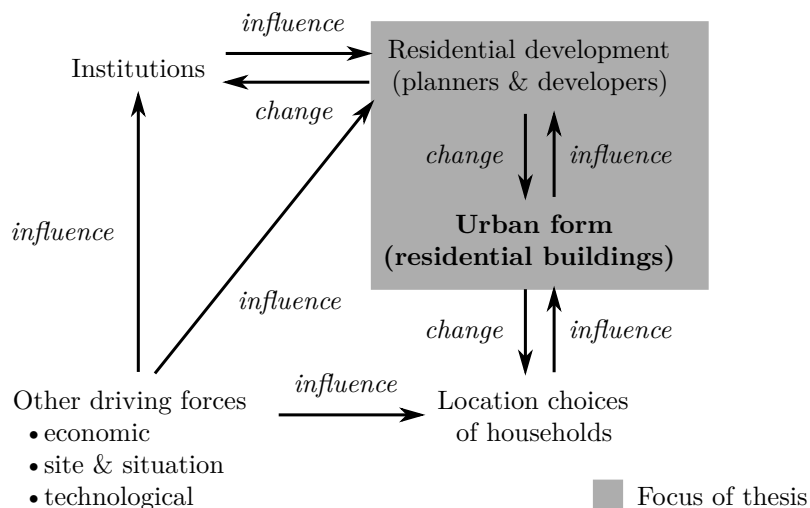 influence
Institutions
Residential development
(planners & developers)
change
change
influence
Urban form
(residential buildings)
influence
influence
change
influence
Other driving forces
• economic
• site & situation
• technological
influence
Location choices
of households
Focus of thesis